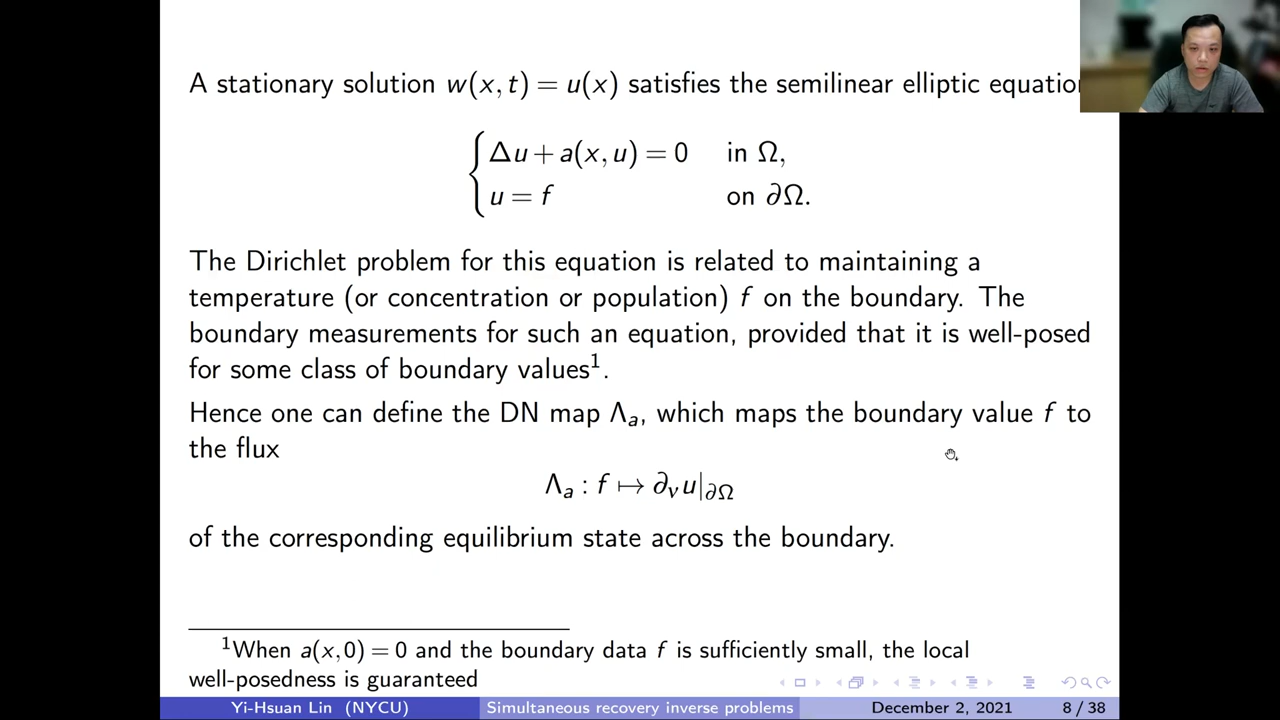 A stationary solution w(x, t) = u(x) satisfies the semilinear elliptic equation
Δu + a(x, u) = 0 in Ω,
u = f on ∂Ω.
The Dirichlet problem for this equation is related to maintaining a
temperature (or concentration or population) f on the boundary. The
boundary measurements for such an equation, provided that it is well-posed
for some class of boundary values¹.
Hence one can define the DN map Λₐ, which maps the boundary value f to
the flux
Λₐ : f ↦ ∂_ν u|_∂Ω
of the corresponding equilibrium state across the boundary.
¹When a(x, 0) = 0 and the boundary data f is sufficiently small, the local
well-posedness is guaranteed
Yi-Hsuan Lin (NYCU) Simultaneous recovery inverse problems December 2, 2021 8 / 38